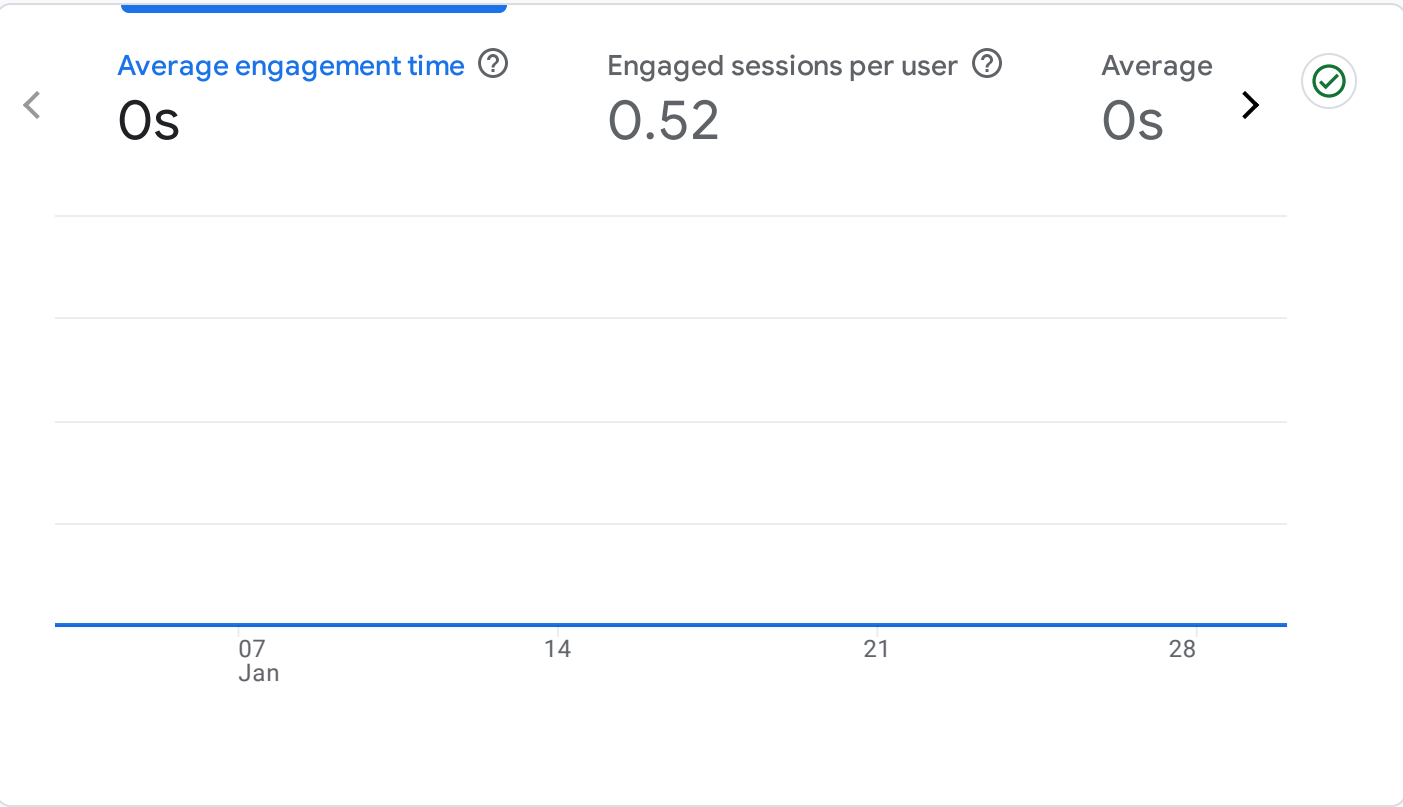 Average engagement time
0s
Engaged sessions per user
0.52
Average
0s
07
Jan
14
21
28